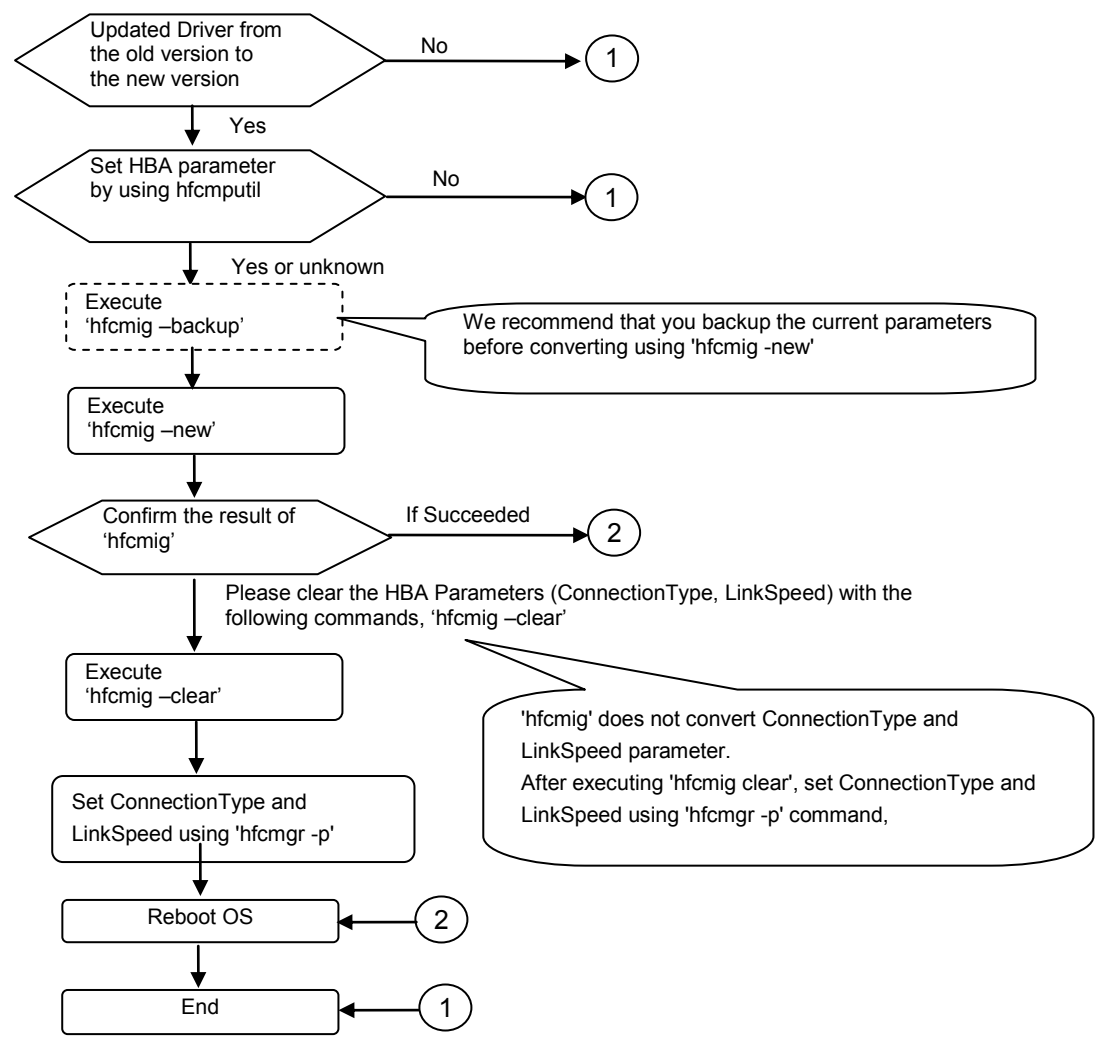 Updated Driver from
the old version to
the new version
No
1
Yes
Set HBA parameter
by using hfcmputil
No
1
Yes or unknown
Execute
‘hfcmig –backup’
We recommend that you backup the current parameters
before converting using 'hfcmig -new'
Execute
‘hfcmig –new’
Confirm the result of
‘hfcmig’
If Succeeded
2
Please clear the HBA Parameters (ConnectionType, LinkSpeed) with the
following commands, ‘hfcmig –clear’
Execute
‘hfcmig –clear’
'hfcmig' does not convert ConnectionType and
LinkSpeed parameter.
After executing 'hfcmig clear', set ConnectionType and
LinkSpeed using 'hfcmgr -p' command,
Set ConnectionType and
LinkSpeed using 'hfcmgr -p'
Reboot OS
2
End
1